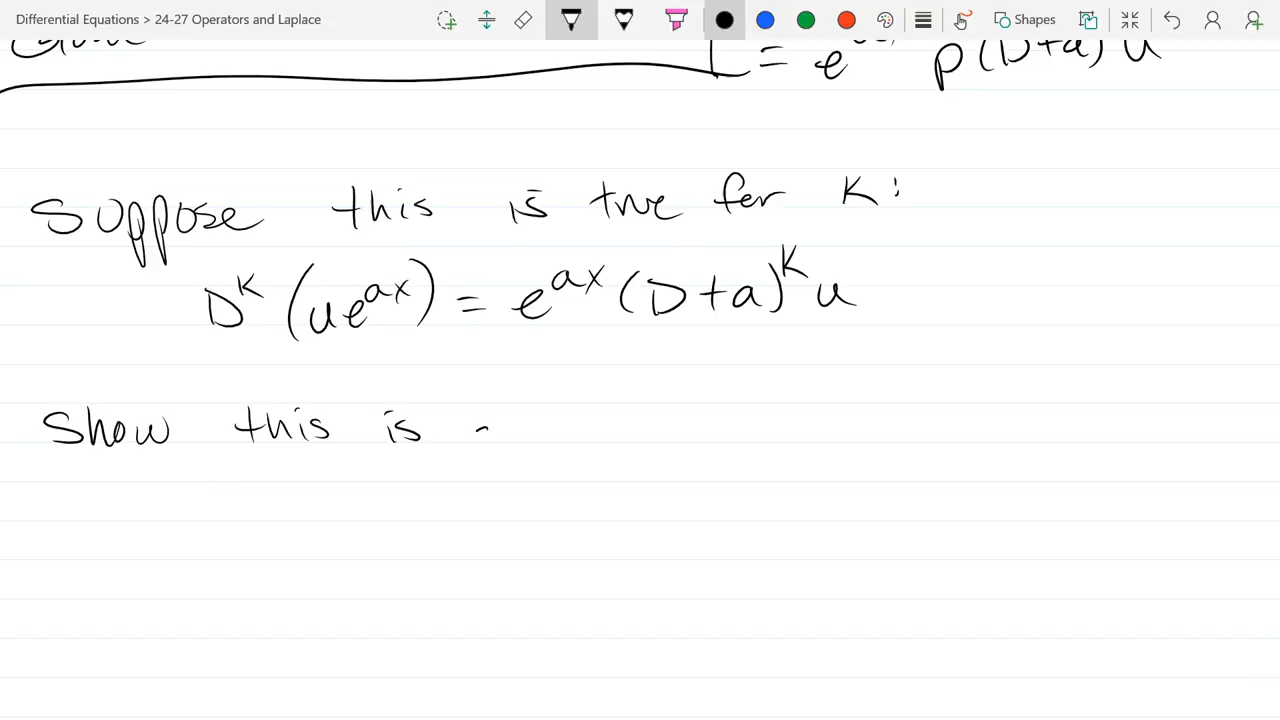 Differential Equations > 24-27 Operators and Laplace
Shapes
= e p(D+a) u
Suppose this is true for K:
D^K (ue^{ax}) = e^{ax} (D+a)^K u
Show this is